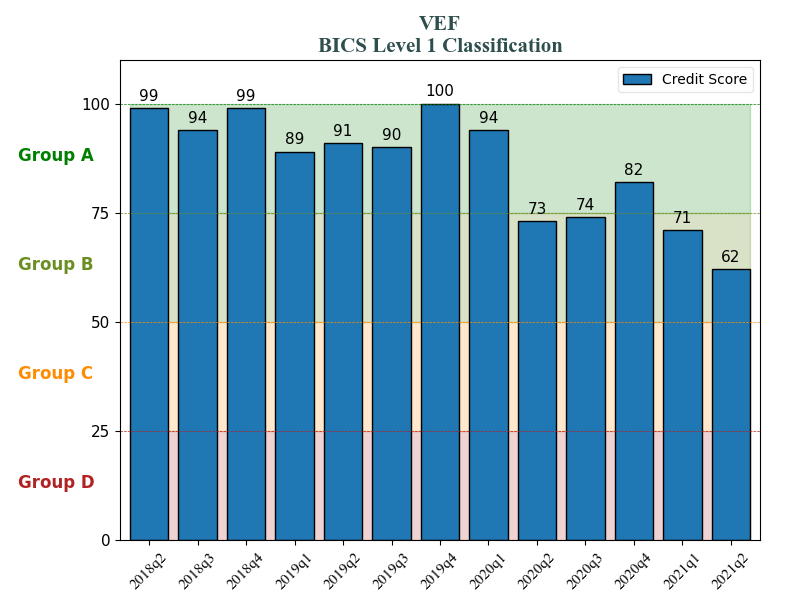 VEF
BICS Level 1 Classification
Credit Score
100
75
50
25
0
Group A
Group B
Group C
Group D
99
94
99
89
91
90
100
94
73
74
82
71
62
2018q2
2018q3
2018q4
2019q1
2019q2
2019q3
2019q4
2020q1
2020q2
2020q3
2020q4
2021q1
2021q2